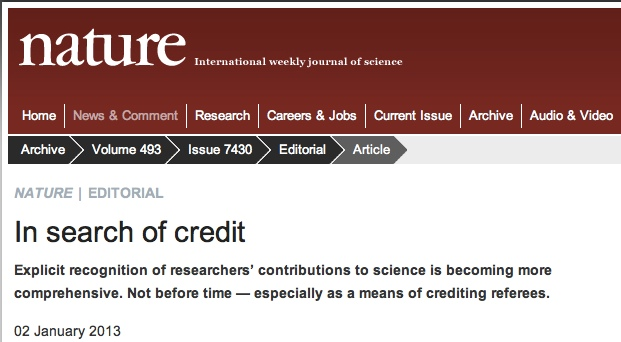 nature International weekly journal of science
Home News & Comment Research Careers & Jobs Current Issue Archive Audio & Video
Archive Volume 493 Issue 7430 Editorial Article
NATURE | EDITORIAL
In search of credit
Explicit recognition of researchers’ contributions to science is becoming more
comprehensive. Not before time — especially as a means of crediting referees.
02 January 2013